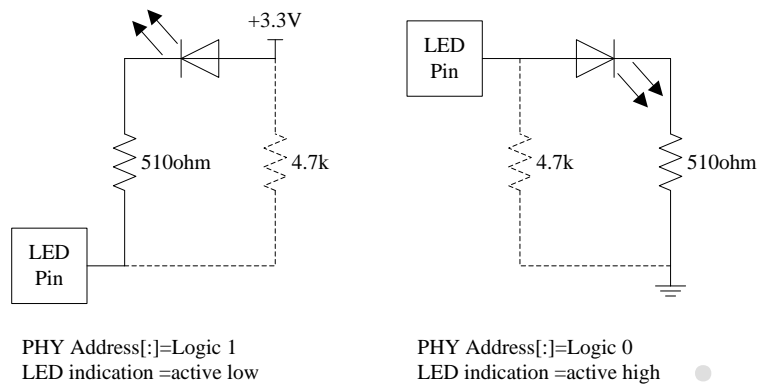 +3.3V
510ohm
4.7k
LED
Pin
PHY Address[:]=Logic 1
LED indication =active low
LED
Pin
4.7k
510ohm
PHY Address[:]=Logic 0
LED indication =active high